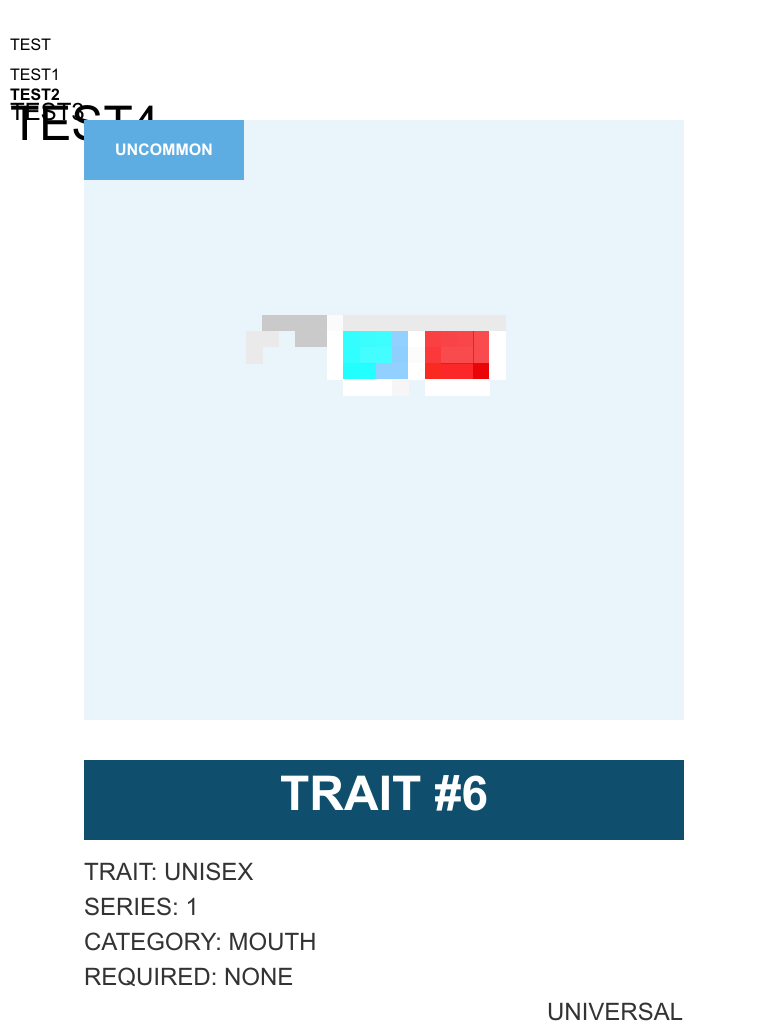 TEST
TEST1
TEST2
TEST3
TEST4
UNCOMMON
TRAIT #6
TRAIT: UNISEX
SERIES: 1
CATEGORY: MOUTH
REQUIRED: NONE
UNIVERSAL